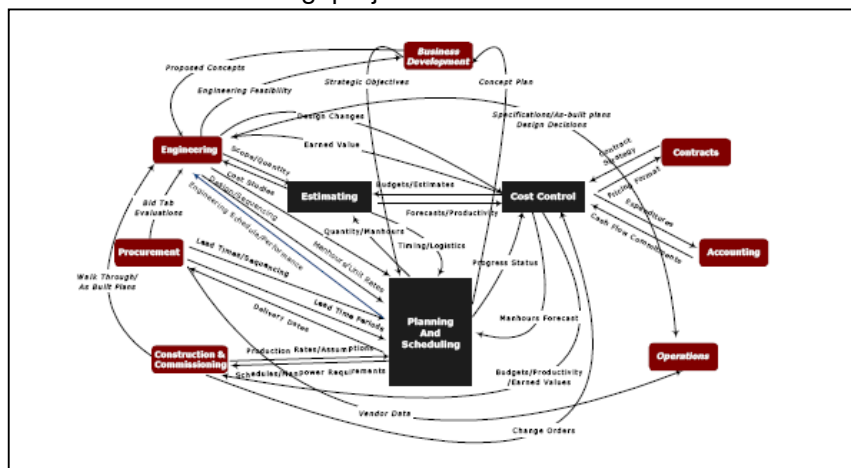 Business
Development
Proposed Concepts
Strategic Objectives
Concept Plan
Engineering Feasibility
Design Changes
Specifications/As-built plans
Design Decisions
Earned Value
Engineering
Scope/Quantity
Cost Studies
Design/Sequencing
Engineering Schedule/Performance
Contract
Strategy
Contracts
Pricing Format
Estimating
Budgets/Estimates
Cost Control
Forecasts/Productivity
Expenditures
Cash Flow Commitments
Accounting
Bid Tab
Evaluations
Quantity/Manhours
Manhours/Unit Rates
Timing/Logistics
Procurement
Lead Times/Sequencing
Progress Status
Walk Through/
As Built Plans
Lead Time Periods
Delivery Dates
Planning
And
Scheduling
Manhours Forecast
Construction &
Commissioning
Production Rates/Assumptions
Schedules/Manpower Requirements
Operations
Budgets/Productivity
/Earned Values
Vendor Data
Change Orders